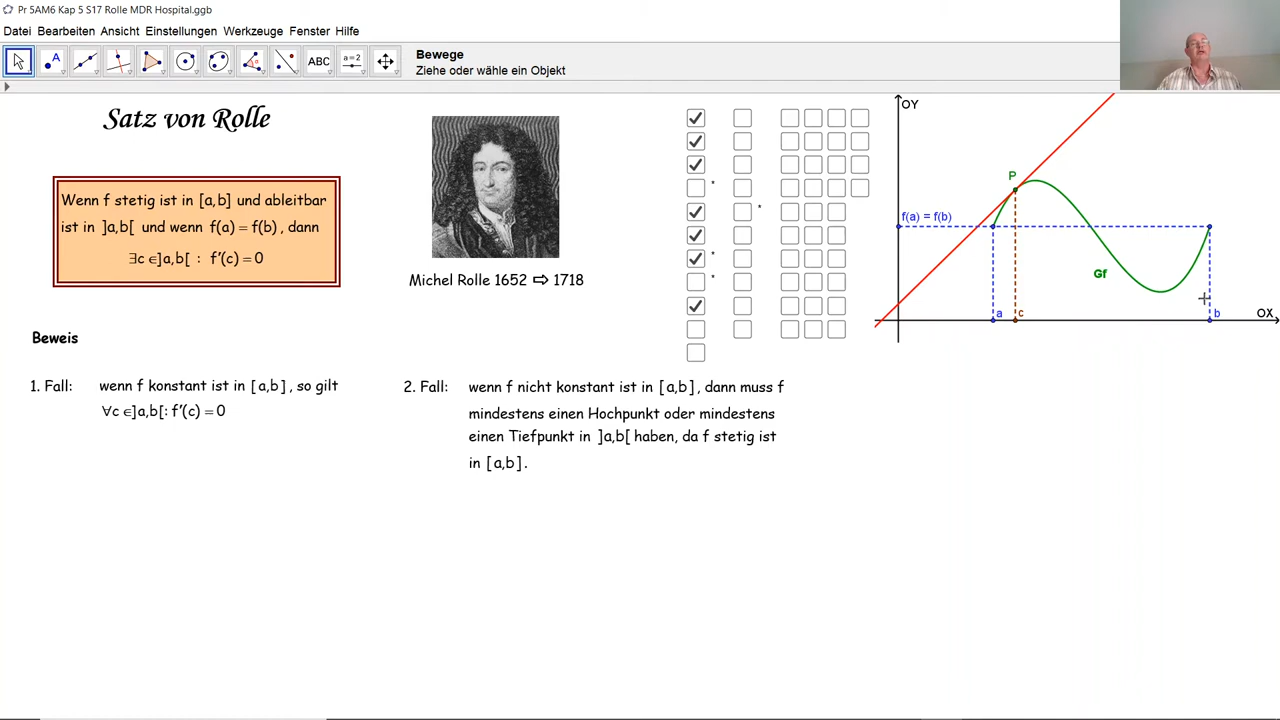 Pr 5AM6 Kap 5 S17 Rolle MDR Hospital.ggb
Datei Bearbeiten Ansicht Einstellungen Werkzeuge Fenster Hilfe
A
ABC
a=2
Bewege
Ziehe oder wähle ein Objekt
Satz von Rolle
Wenn f stetig ist in [a,b] und ableitbar
ist in ]a,b[ und wenn f(a) = f(b), dann
∃c ∈]a,b[ : f'(c) = 0
Michel Rolle 1652 ⇨ 1718
OY
P
f(a) = f(b)
Gf
a
c
b
OX
Beweis
1. Fall: wenn f konstant ist in [a,b], so gilt
∀c ∈]a,b[: f'(c) = 0
2. Fall: wenn f nicht konstant ist in [a,b], dann muss f
mindestens einen Hochpunkt oder mindestens
einen Tiefpunkt in ]a,b[ haben, da f stetig ist
in [a,b].